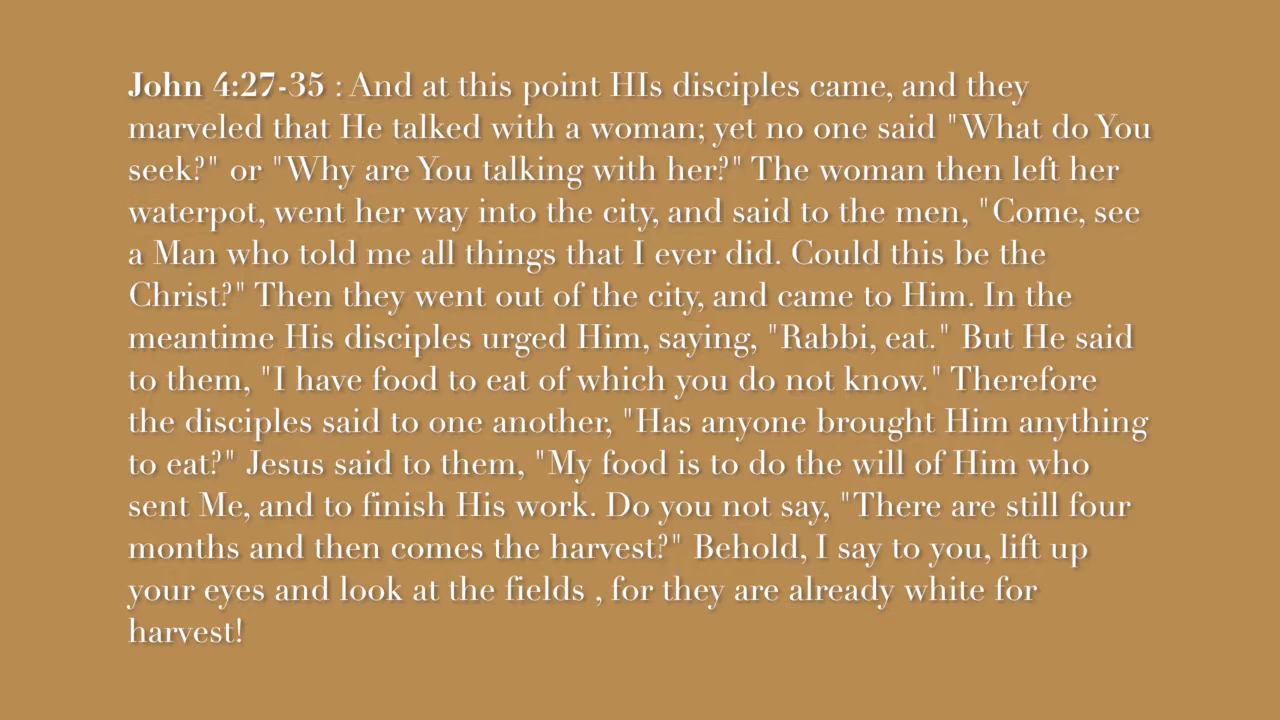 John 4:27-35 : And at this point HIs disciples came, and they
marveled that He talked with a woman; yet no one said "What do You
seek?" or "Why are You talking with her?" The woman then left her
waterpot, went her way into the city, and said to the men, "Come, see
a Man who told me all things that I ever did. Could this be the
Christ?" Then they went out of the city, and came to Him. In the
meantime His disciples urged Him, saying, "Rabbi, eat." But He said
to them, "I have food to eat of which you do not know." Therefore
the disciples said to one another, "Has anyone brought Him anything
to eat?" Jesus said to them, "My food is to do the will of Him who
sent Me, and to finish His work. Do you not say, "There are still four
months and then comes the harvest?" Behold, I say to you, lift up
your eyes and look at the fields , for they are already white for
harvest!